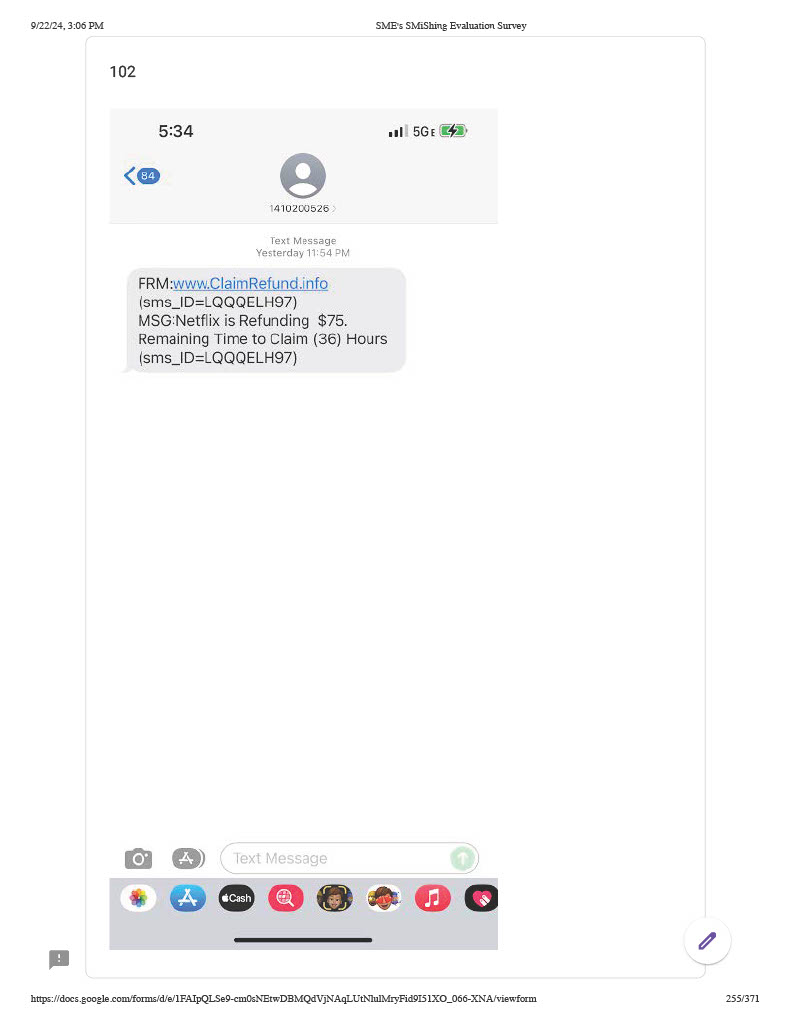 9/22/24, 3:06 PM SME's SMiShing Evaluation Survey
102
5:34 5GE
84
1410200526
Text Message
Yesterday 11:54 PM
FRM:www.ClaimRefund.info
(sms_ID=LQQQELH97)
MSG:Netflix is Refunding  $75.
Remaining Time to Claim (36) Hours
(sms_ID=LQQQELH97)
Text Message
Cash
https://docs.google.com/forms/d/e/1FAIpQLSe9-cm0sNEtwDBMQdVjNAqLUtNlulMryFid9I51XO_066-XNA/viewform 255/371